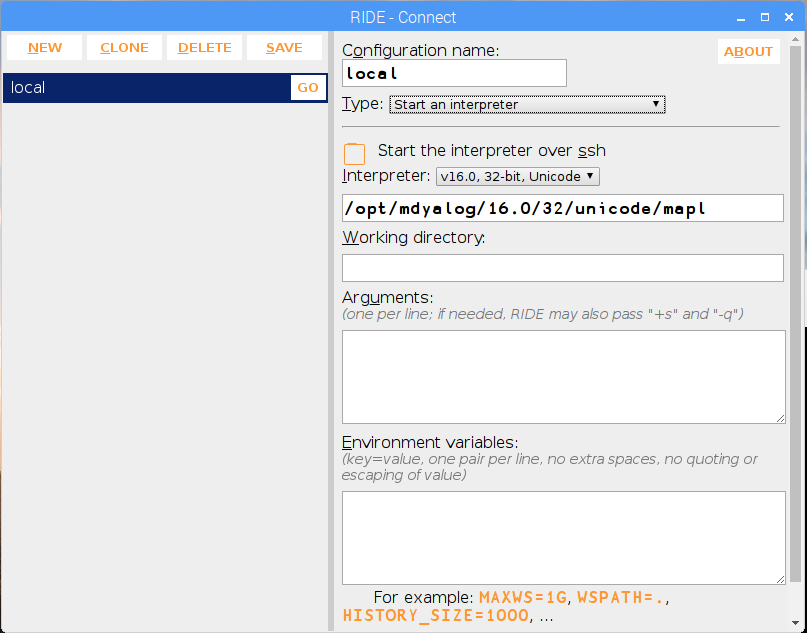 RIDE - Connect
NEW CLONE DELETE SAVE
local GO
Configuration name: ABOUT
local
Type: Start an interpreter
Start the interpreter over ssh
Interpreter: v16.0, 32-bit, Unicode
/opt/mdyalog/16.0/32/unicode/mapl
Working directory:
Arguments:
(one per line; if needed, RIDE may also pass "+s" and "-q")
Environment variables:
(key=value, one pair per line, no extra spaces, no quoting or
escaping of value)
For example: MAXWS=1G, WSPATH=.,
HISTORY_SIZE=1000, ...